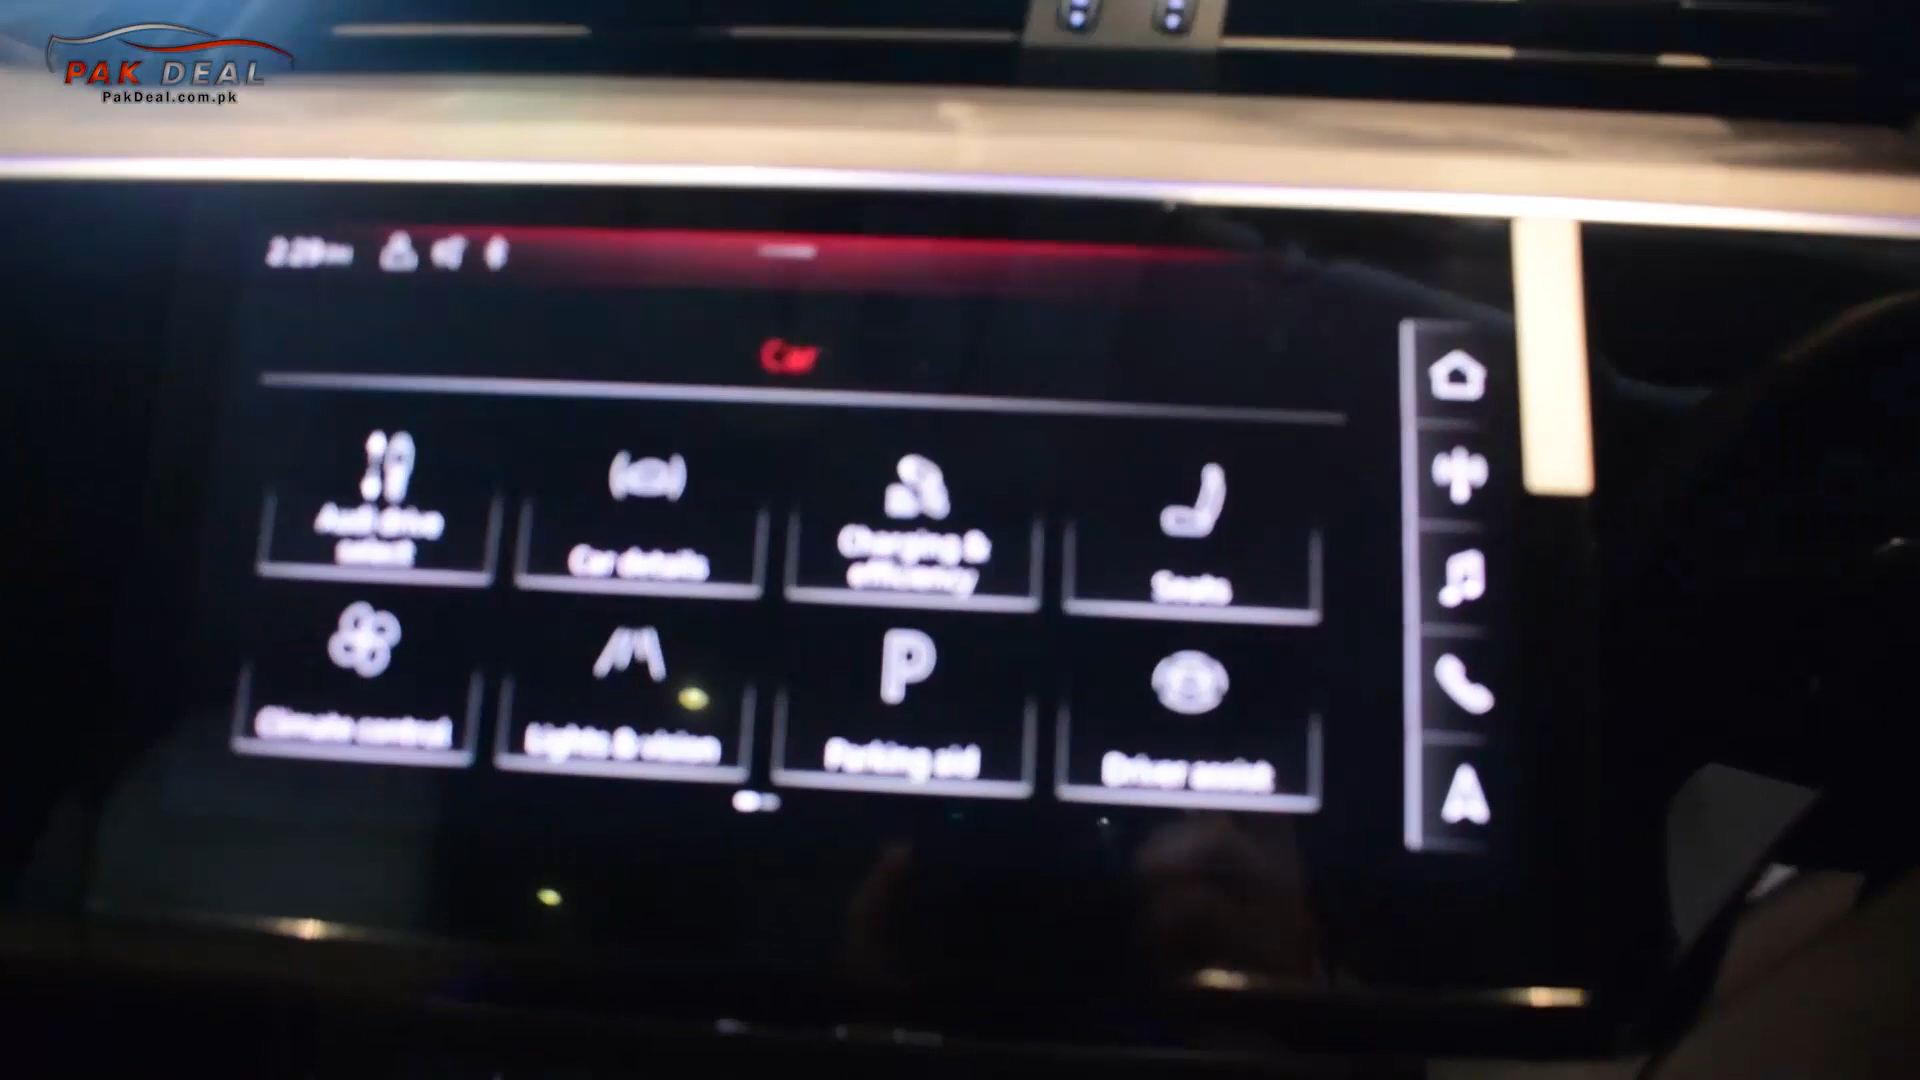 PAK DEAL
PakDeal.com.pk
Car
Audi drive
select
Car details
Charging &
efficiency
Seats
Climate control
Lights & vision
P
Parking aid
Driver assist